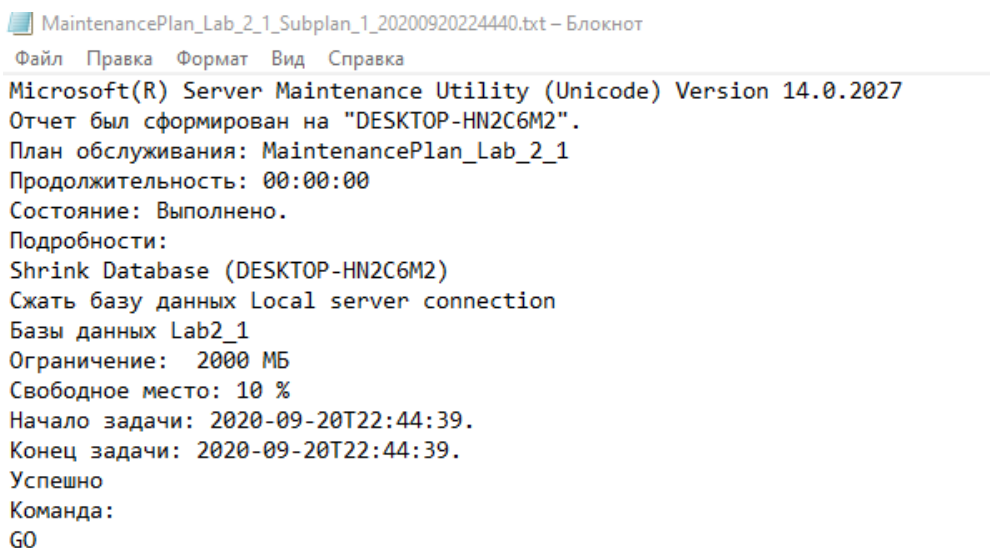 MaintenancePlan_Lab_2_1_Subplan_1_20200920224440.txt – Блокнот
Файл Правка Формат Вид Справка
Microsoft(R) Server Maintenance Utility (Unicode) Version 14.0.2027
Отчет был сформирован на "DESKTOP-HN2C6M2".
План обслуживания: MaintenancePlan_Lab_2_1
Продолжительность: 00:00:00
Состояние: Выполнено.
Подробности:
Shrink Database (DESKTOP-HN2C6M2)
Сжать базу данных Local server connection
Базы данных Lab2_1
Ограничение:  2000 МБ
Свободное место: 10 %
Начало задачи: 2020-09-20T22:44:39.
Конец задачи: 2020-09-20T22:44:39.
Успешно
Команда:
GO